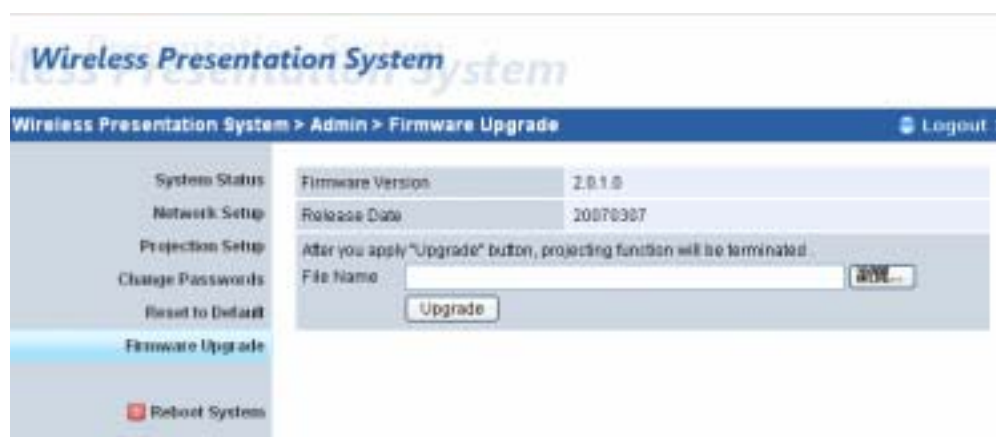 Wireless Presentation System
Wireless Presentation System > Admin > Firmware Upgrade
Logout
System Status
Network Setup
Projection Setup
Change Passwords
Reset to Default
Firmware Upgrade
Reboot System
Firmware Version 2.0.1.0
Release Date 20070307
After you apply "Upgrade" button, projecting function will be terminated .
File Name
Upgrade